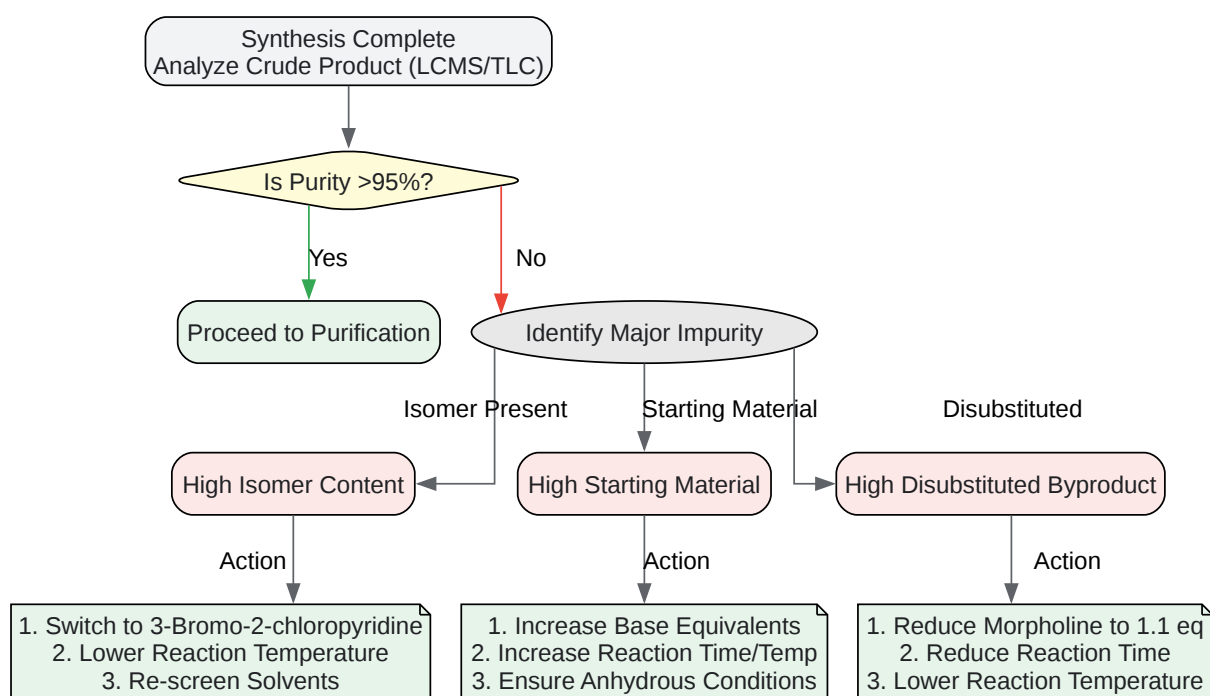 Synthesis Complete
Analyze Crude Product (LCMS/TLC)
Is Purity >95%?
Yes
No
Proceed to Purification
Identify Major Impurity
Isomer Present
Starting Material
Disubstituted
High Isomer Content
High Starting Material
High Disubstituted Byproduct
Action
Action
Action
1. Switch to 3-Bromo-2-chloropyridine
2. Lower Reaction Temperature
3. Re-screen Solvents
1. Increase Base Equivalents
2. Increase Reaction Time/Temp
3. Ensure Anhydrous Conditions
1. Reduce Morpholine to 1.1 eq
2. Reduce Reaction Time
3. Lower Reaction Temperature